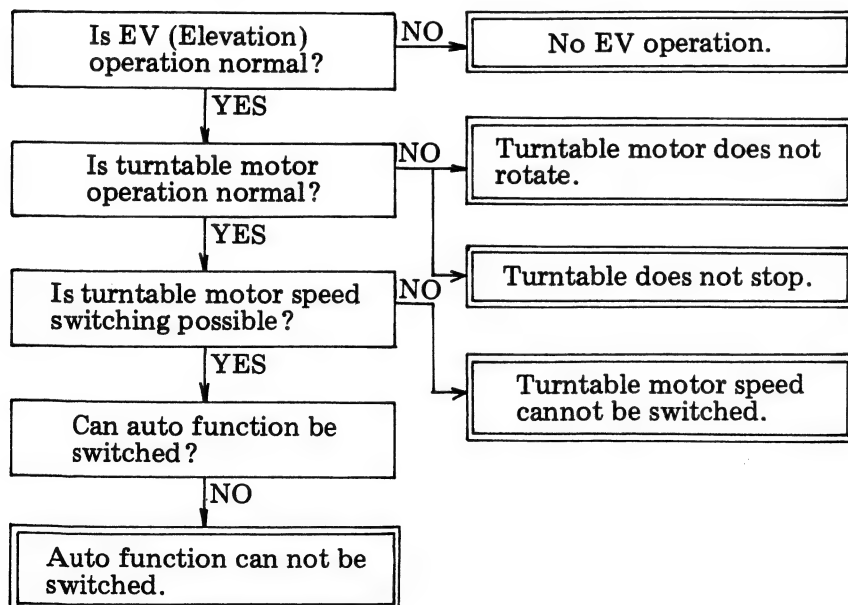 Is EV (Elevation)
operation normal?
NO
No EV operation.
YES
Is turntable motor
operation normal?
NO
Turntable motor does not
rotate.
YES
Turntable does not stop.
Is turntable motor speed
switching possible?
NO
YES
Turntable motor speed
cannot be switched.
Can auto function be
switched?
NO
Auto function can not be
switched.